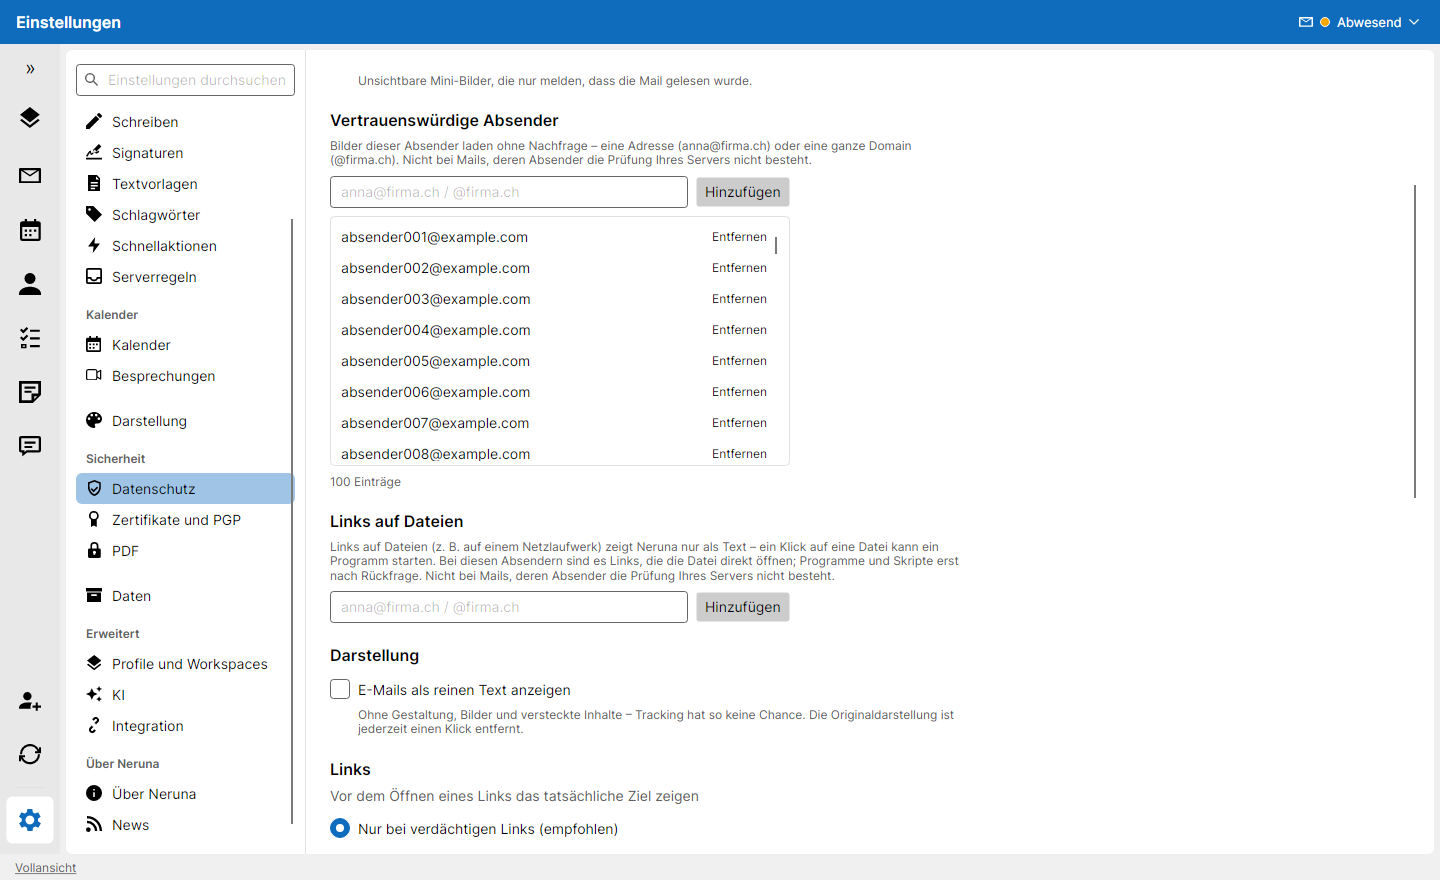 Einstellungen
Abwesend
Einstellungen durchsuchen
Schreiben
Signaturen
Textvorlagen
Schlagwörter
Schnellaktionen
Serverregeln
Kalender
Kalender
Besprechungen
Darstellung
Sicherheit
Datenschutz
Zertifikate und PGP
PDF
Daten
Erweitert
Profile und Workspaces
KI
Integration
Über Neruna
Über Neruna
News
Vollansicht
Unsichtbare Mini-Bilder, die nur melden, dass die Mail gelesen wurde.
Vertrauenswürdige Absender
Bilder dieser Absender laden ohne Nachfrage – eine Adresse (anna@firma.ch) oder eine ganze Domain
(@firma.ch). Nicht bei Mails, deren Absender die Prüfung Ihres Servers nicht besteht.
anna@firma.ch / @firma.ch
Hinzufügen
absender001@example.com Entfernen
absender002@example.com Entfernen
absender003@example.com Entfernen
absender004@example.com Entfernen
absender005@example.com Entfernen
absender006@example.com Entfernen
absender007@example.com Entfernen
absender008@example.com Entfernen
100 Einträge
Links auf Dateien
Links auf Dateien (z. B. auf einem Netzlaufwerk) zeigt Neruna nur als Text – ein Klick auf eine Datei kann ein
Programm starten. Bei diesen Absendern sind es Links, die die Datei direkt öffnen; Programme und Skripte erst
nach Rückfrage. Nicht bei Mails, deren Absender die Prüfung Ihres Servers nicht besteht.
anna@firma.ch / @firma.ch
Hinzufügen
Darstellung
E-Mails als reinen Text anzeigen
Ohne Gestaltung, Bilder und versteckte Inhalte – Tracking hat so keine Chance. Die Originaldarstellung ist
jederzeit einen Klick entfernt.
Links
Vor dem Öffnen eines Links das tatsächliche Ziel zeigen
Nur bei verdächtigen Links (empfohlen)